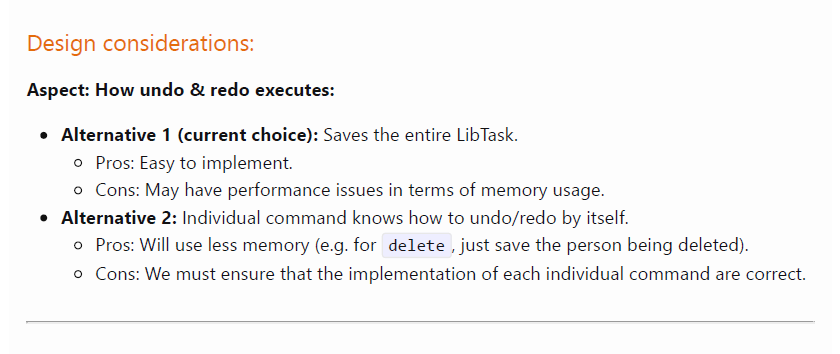 Design considerations:
Aspect: How undo & redo executes:
Alternative 1 (current choice): Saves the entire LibTask.
Pros: Easy to implement.
Cons: May have performance issues in terms of memory usage.
Alternative 2: Individual command knows how to undo/redo by itself.
Pros: Will use less memory (e.g. for delete, just save the person being deleted).
Cons: We must ensure that the implementation of each individual command are correct.